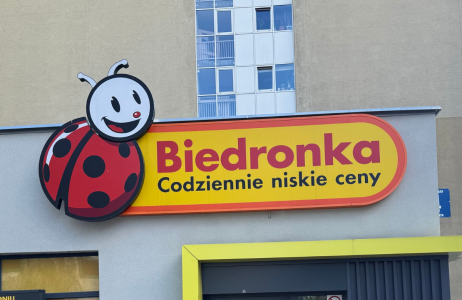 Biedronka
Codziennie niskie ceny